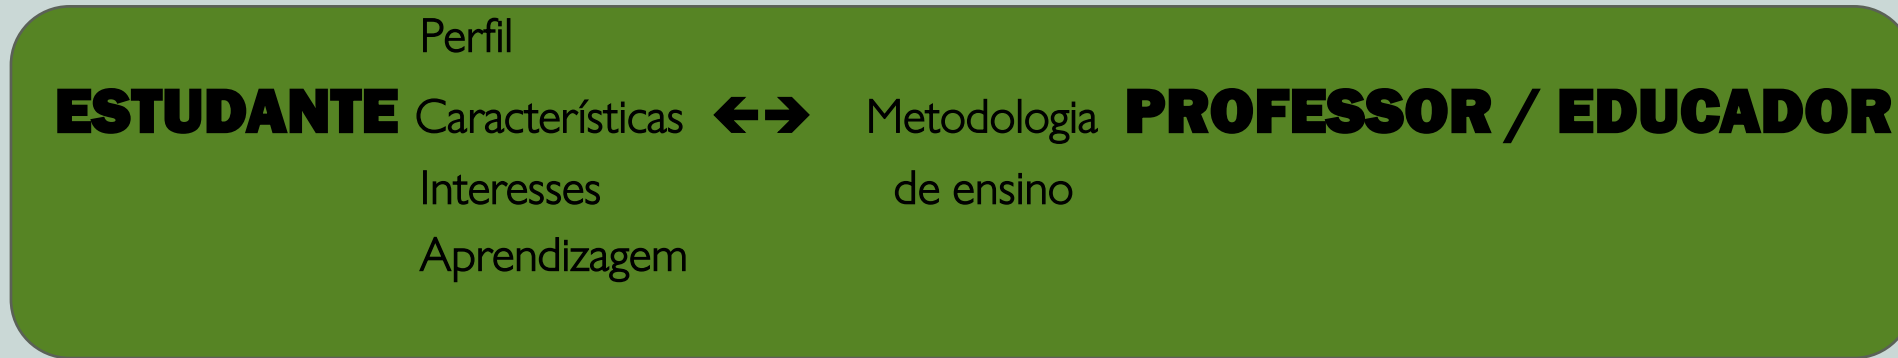 Perfil
ESTUDANTE Características ←→ Metodologia PROFESSOR / EDUCADOR
Interesses de ensino
Aprendizagem